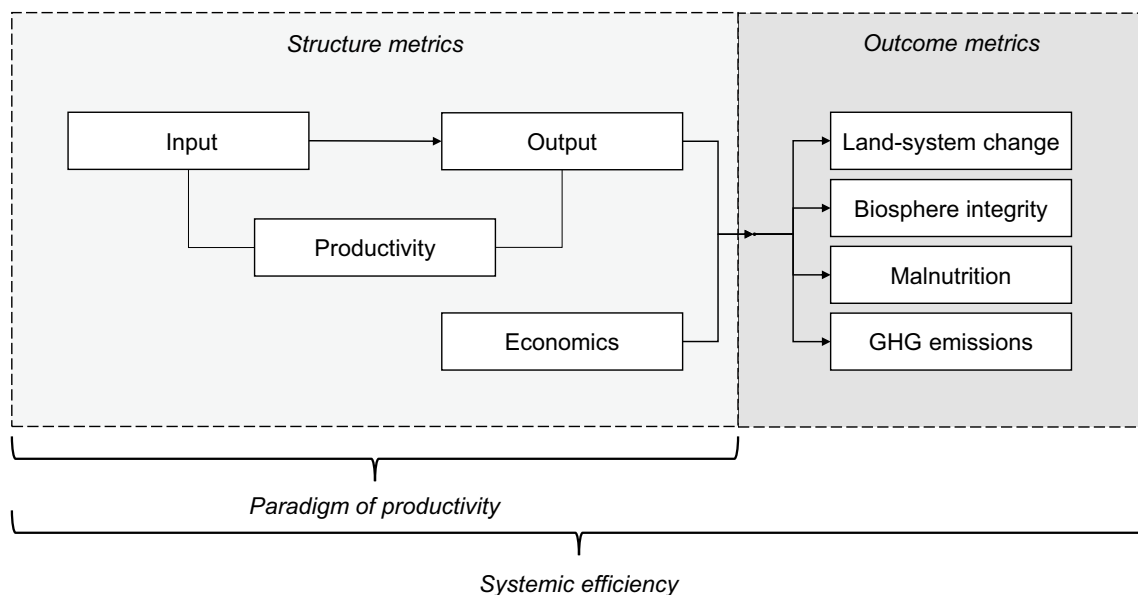 Structure metrics
Outcome metrics
Input
Output
Productivity
Economics
Land-system change
Biosphere integrity
Malnutrition
GHG emissions
Paradigm of productivity
Systemic efficiency